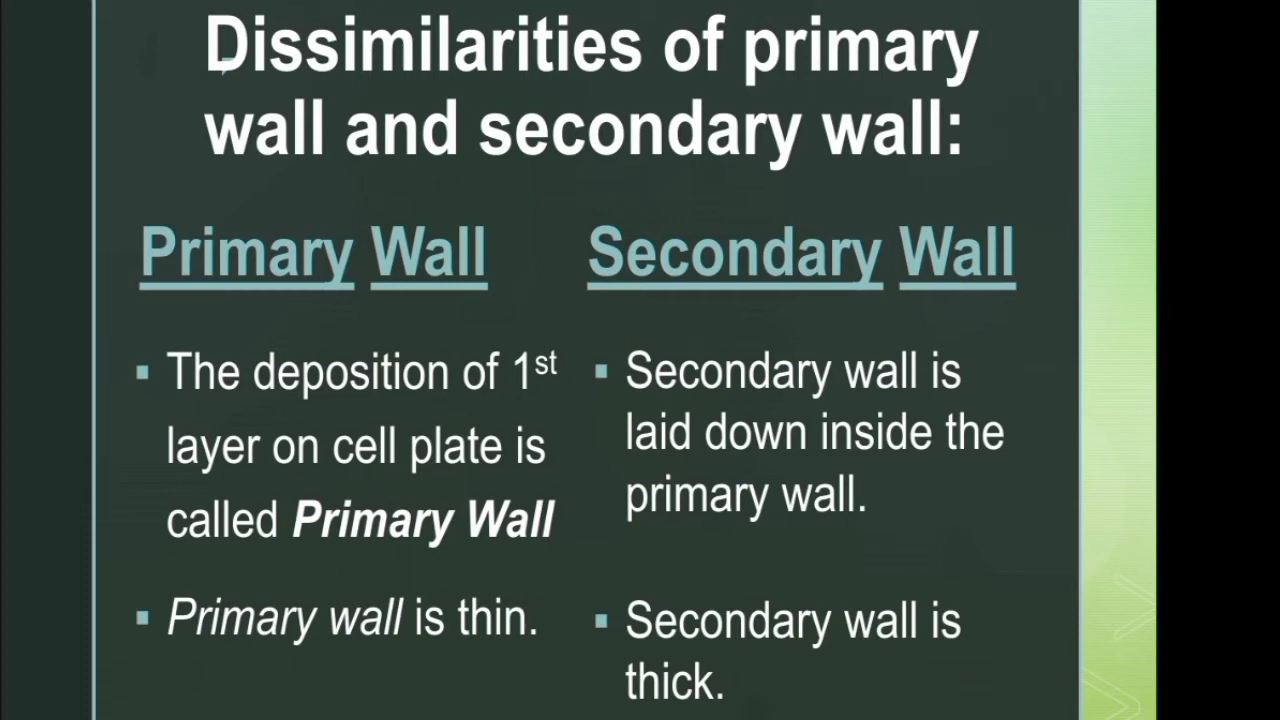 Dissimilarities of primary
wall and secondary wall:
Primary Wall
▪ The deposition of 1st
layer on cell plate is
called Primary Wall
▪ Primary wall is thin.
Secondary Wall
▪ Secondary wall is
laid down inside the
primary wall.
▪ Secondary wall is
thick.